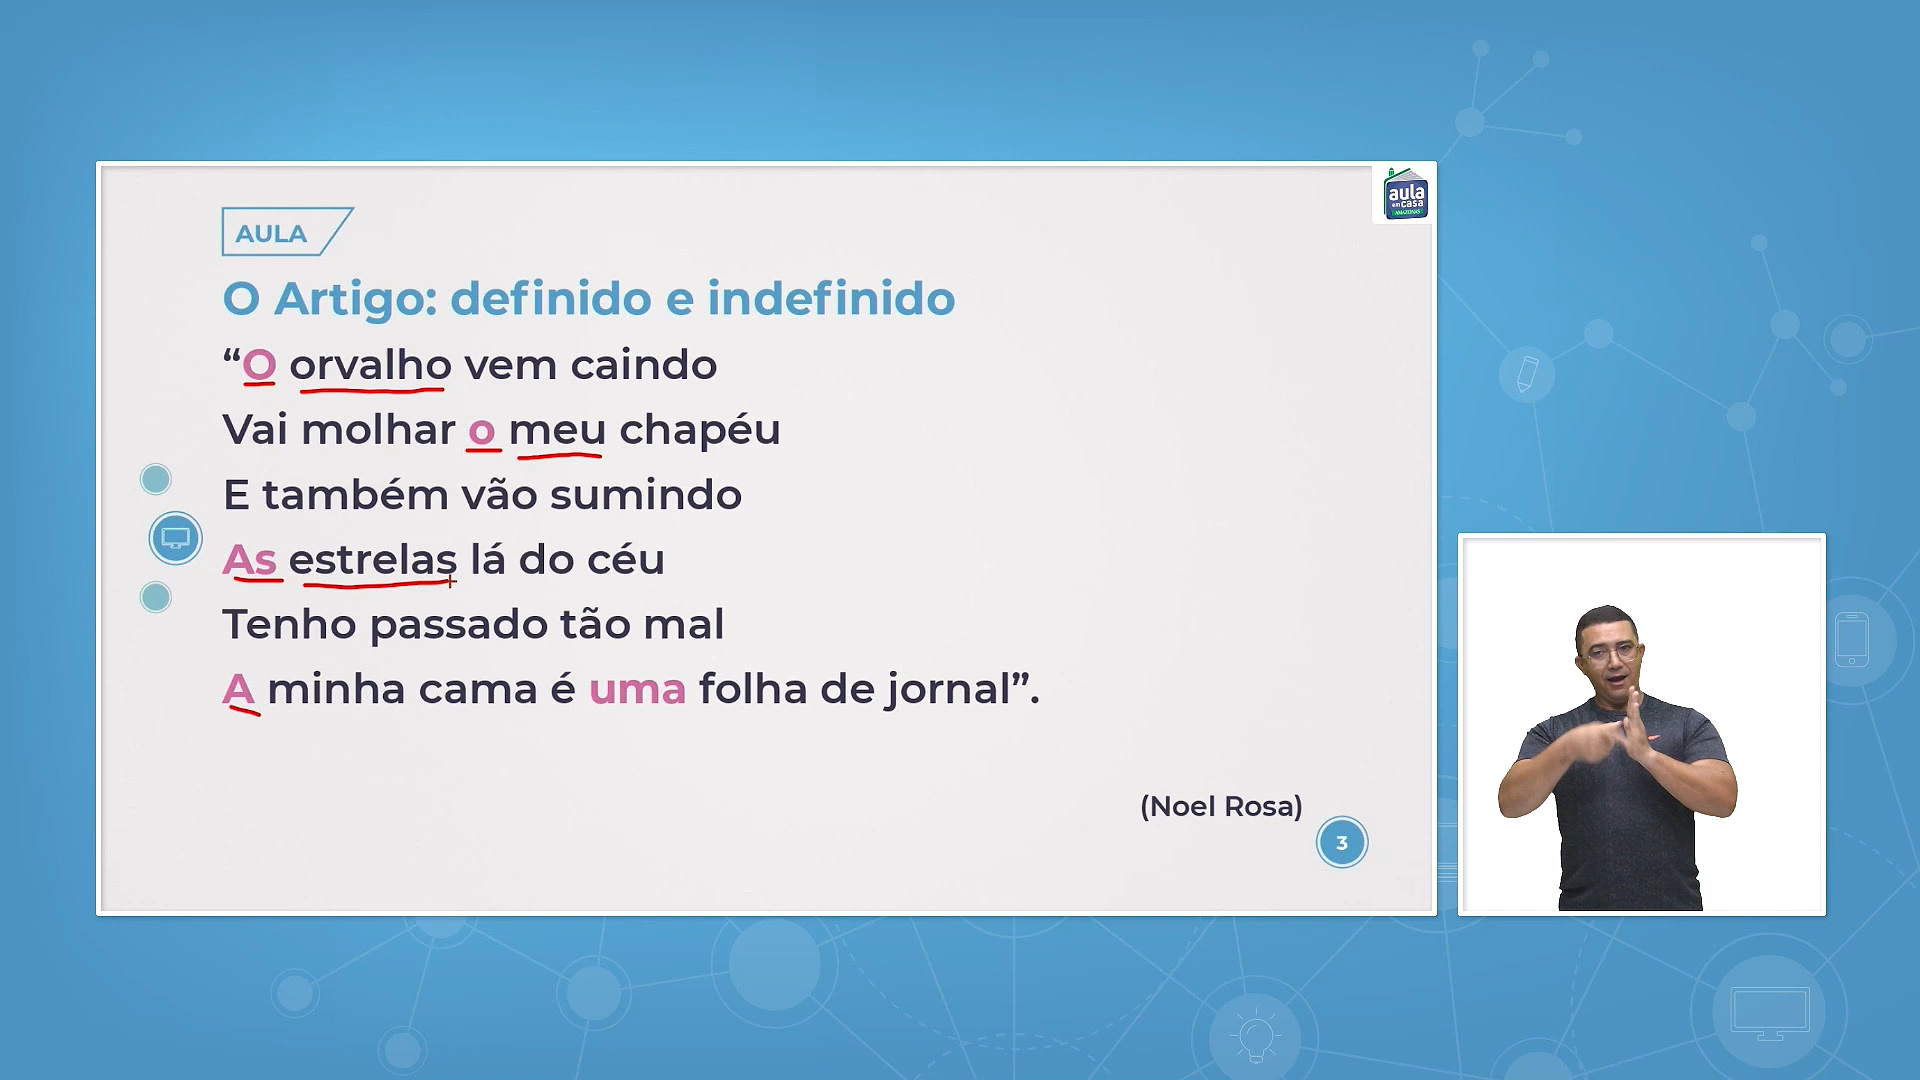 aula
em casa
AMAZONAS
AULA
O Artigo: definido e indefinido
“O orvalho vem caindo
Vai molhar o meu chapéu
E também vão sumindo
As estrelas lá do céu
Tenho passado tão mal
A minha cama é uma folha de jornal”.
(Noel Rosa)
3